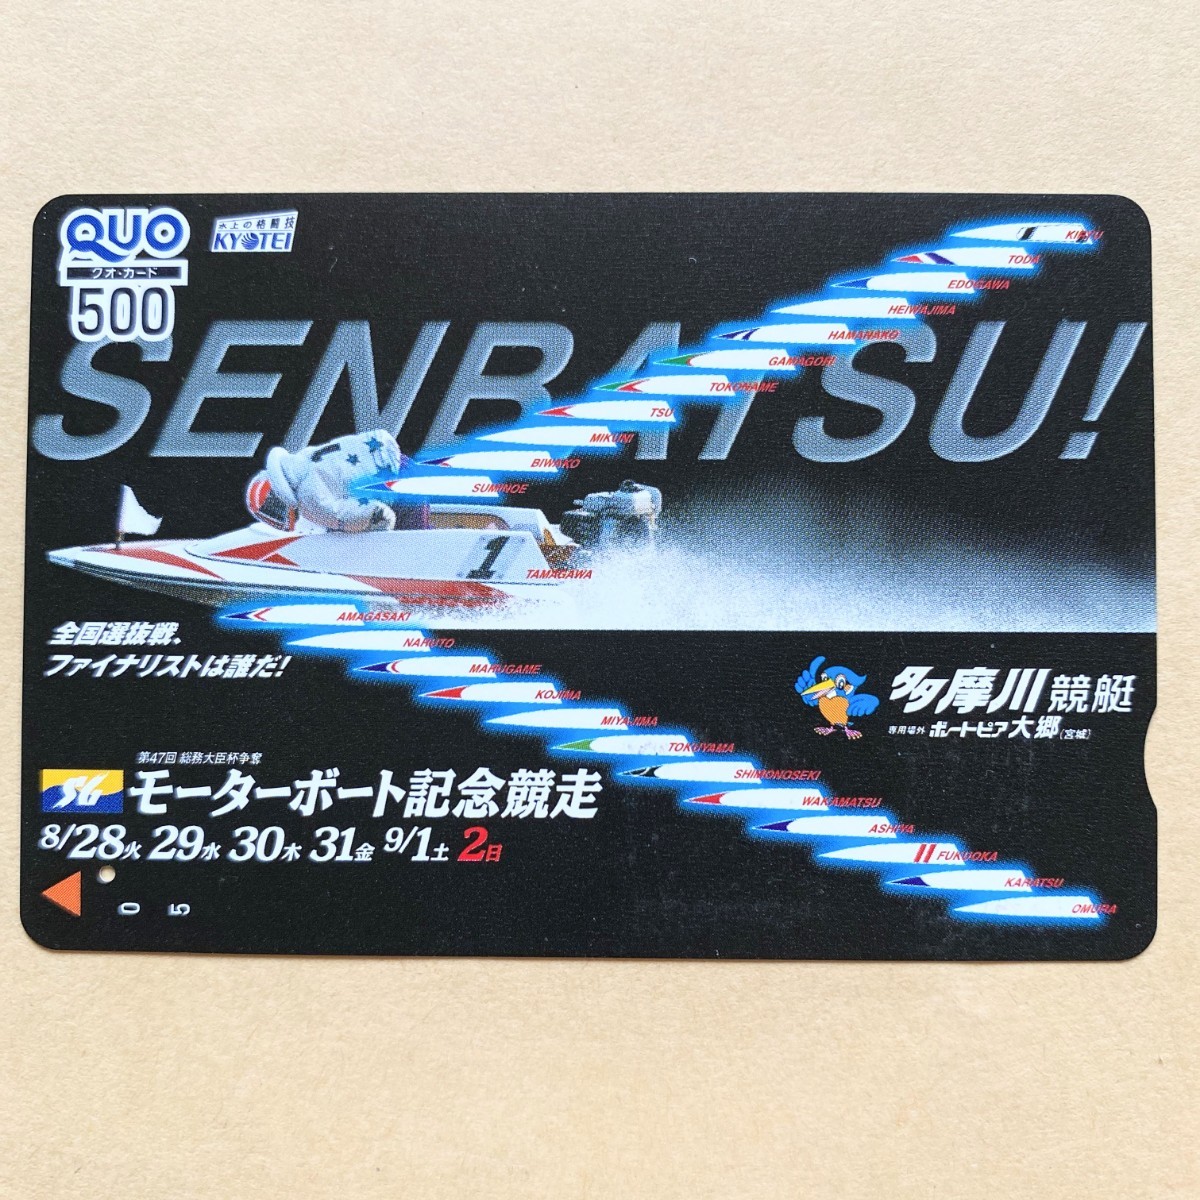 QUO
クオ・カード
500
水上の格闘技
KYOTEI
SENBATSU!
KIRYU
TODA
EDOGAWA
HEIWAJIMA
HAMANAKO
GAMAGORI
TOKONAME
TSU
MIKUNI
BIWAKO
SUMINOE
1
1
TAMAGAWA
AMAGASAKI
NARUTO
MARUGAME
KOJIMA
MIYAJIMA
TOKUYAMA
SHIMONOSEKI
WAKAMATSU
ASHIYA
FUKUOKA
KARATSU
OMURA
全国選抜戦、
ファイナリストは誰だ!
多摩川競艇
専用場外 ボートピア大郷(宮城)
第47回 総務大臣杯争奪
SG モーターボート記念競走
8/28火 29水 30木 31金 9/1土 2日
0 5